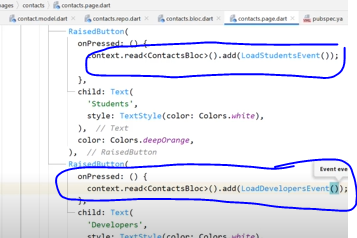 pages
contacts
contacts.page.dart
contact.model.dart
contacts.repo.dart
contacts.bloc.dart
contacts.page.dart
pubspec.ya
RaisedButton(
onPressed: () {
context.read<ContactsBloc>().add(LoadStudentsEvent());
},
child: Text(
'Students',
style: TextStyle(color: Colors.white),
), // Text
color: Colors.deepOrange,
), // RaisedButton
RaisedButton(
Event eve
onPressed: () {
context.read<ContactsBloc>().add(LoadDevelopersEvent());
},
child: Text(
'Developers',
style: TextStyle(color: Colors.white)